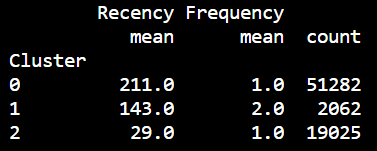 Recency Frequency
mean mean count
Cluster
0 211.0 1.0 51282
1 143.0 2.0 2062
2 29.0 1.0 19025